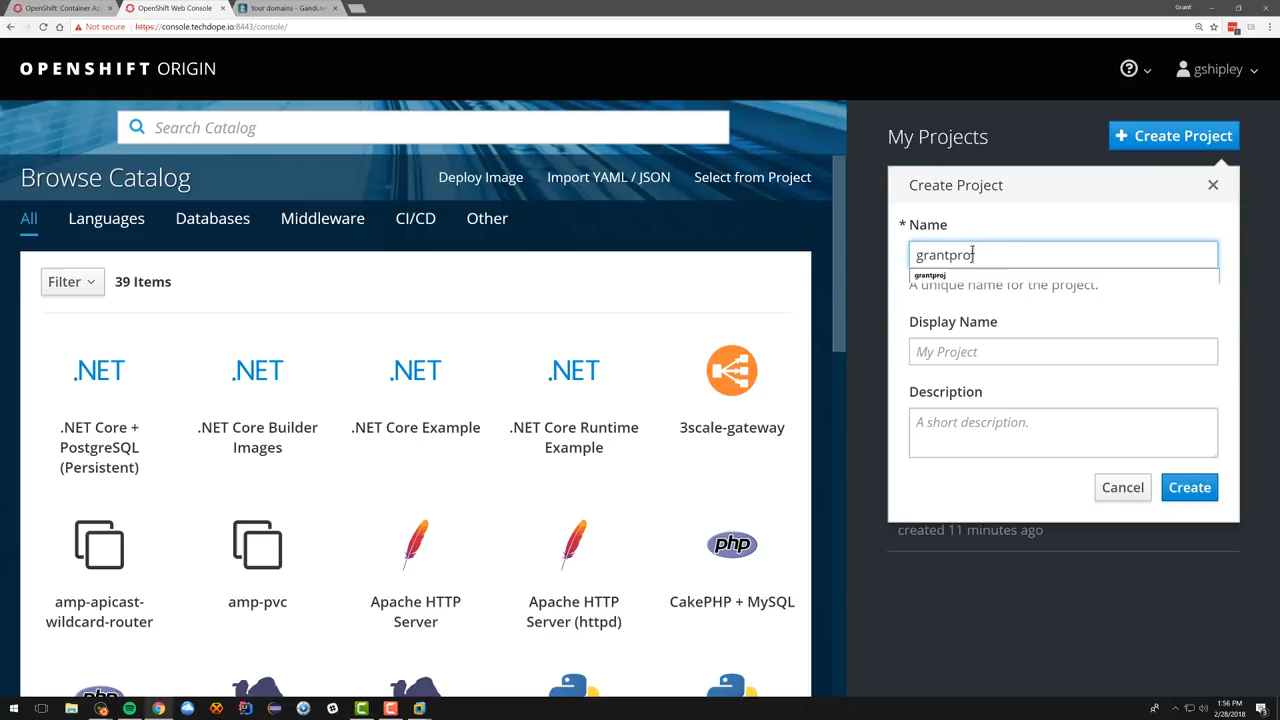 OpenShift: Container Ap
OpenShift Web Console
Your domains - Gandi.ne
Grant
Not secure
https://console.techdope.io:8443/console/
OPENSHIFT ORIGIN
gshipley
Search Catalog
My Projects
Create Project
Browse Catalog
Deploy Image
Import YAML / JSON
Select from Project
Create Project
All
Languages
Databases
Middleware
CI/CD
Other
* Name
grantproj
grantproj
A unique name for the project.
Filter
39 Items
Display Name
My Project
Description
A short description.
Cancel
Create
created 11 minutes ago
.NET
.NET
.NET
.NET
.NET Core +
PostgreSQL
(Persistent)
.NET Core Builder
Images
.NET Core Example
.NET Core Runtime
Example
3scale-gateway
php
amp-apicast-
wildcard-router
amp-pvc
Apache HTTP
Server
Apache HTTP
Server (httpd)
CakePHP + MySQL
php
1:56 PM
2/28/2018